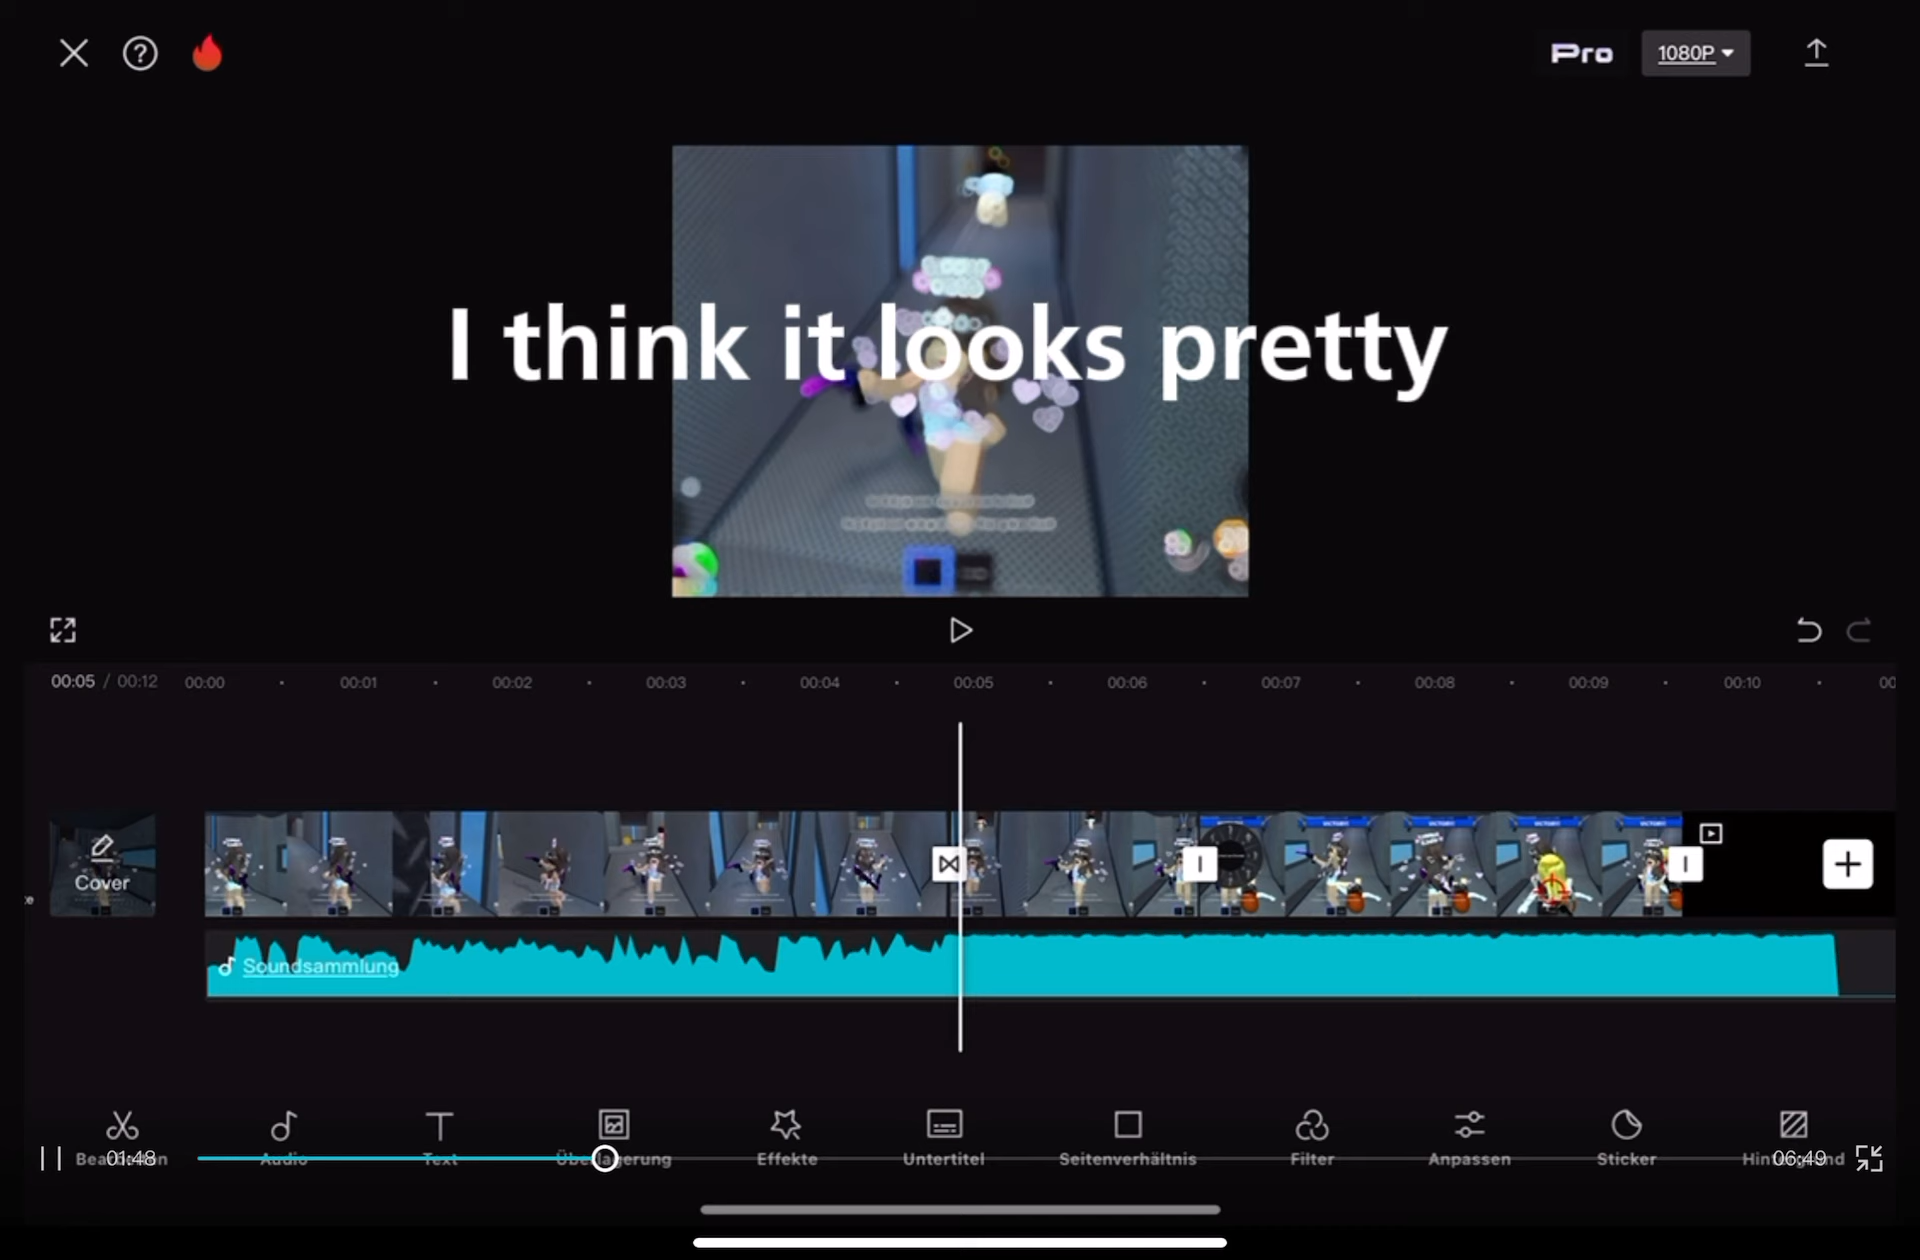 Pro
1080P
I think it looks pretty
00:05 / 00:12
00:00
00:01
00:02
00:03
00:04
00:05
00:06
00:07
00:08
00:09
00:10
00
Cover
Soundsammlung
01:48
Audio
Text
Überlagerung
Effekte
Untertitel
Seitenverhältnis
Filter
Anpassen
Sticker
06:49